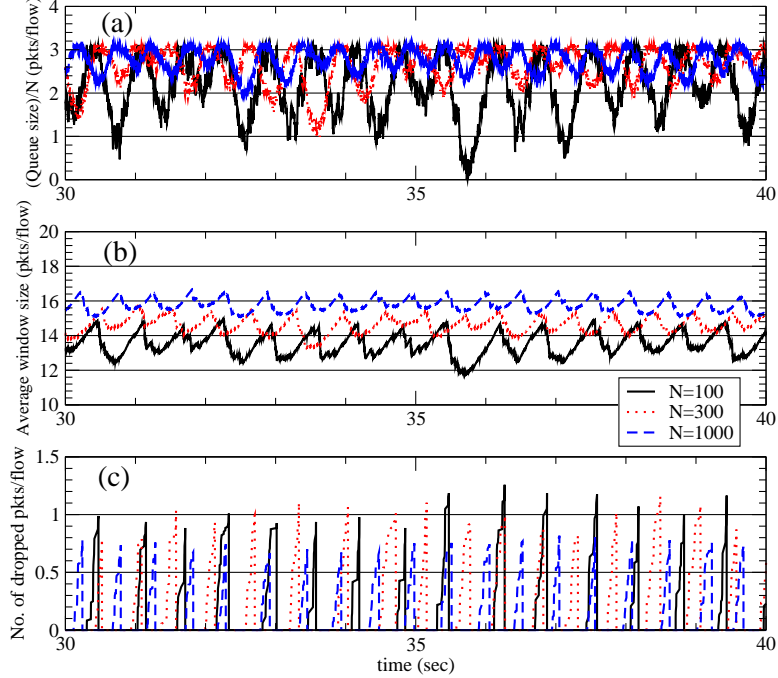 (a)
(Queue size)/N (pkts/flow)
4
3
2
1
0
30
35
40
(b)
Average window size (pkts/flow)
20
18
16
14
12
10
30
35
40
N=100
N=300
N=1000
(c)
No. of dropped pkts/flow
1.5
1
0.5
0
30
35
40
time (sec)